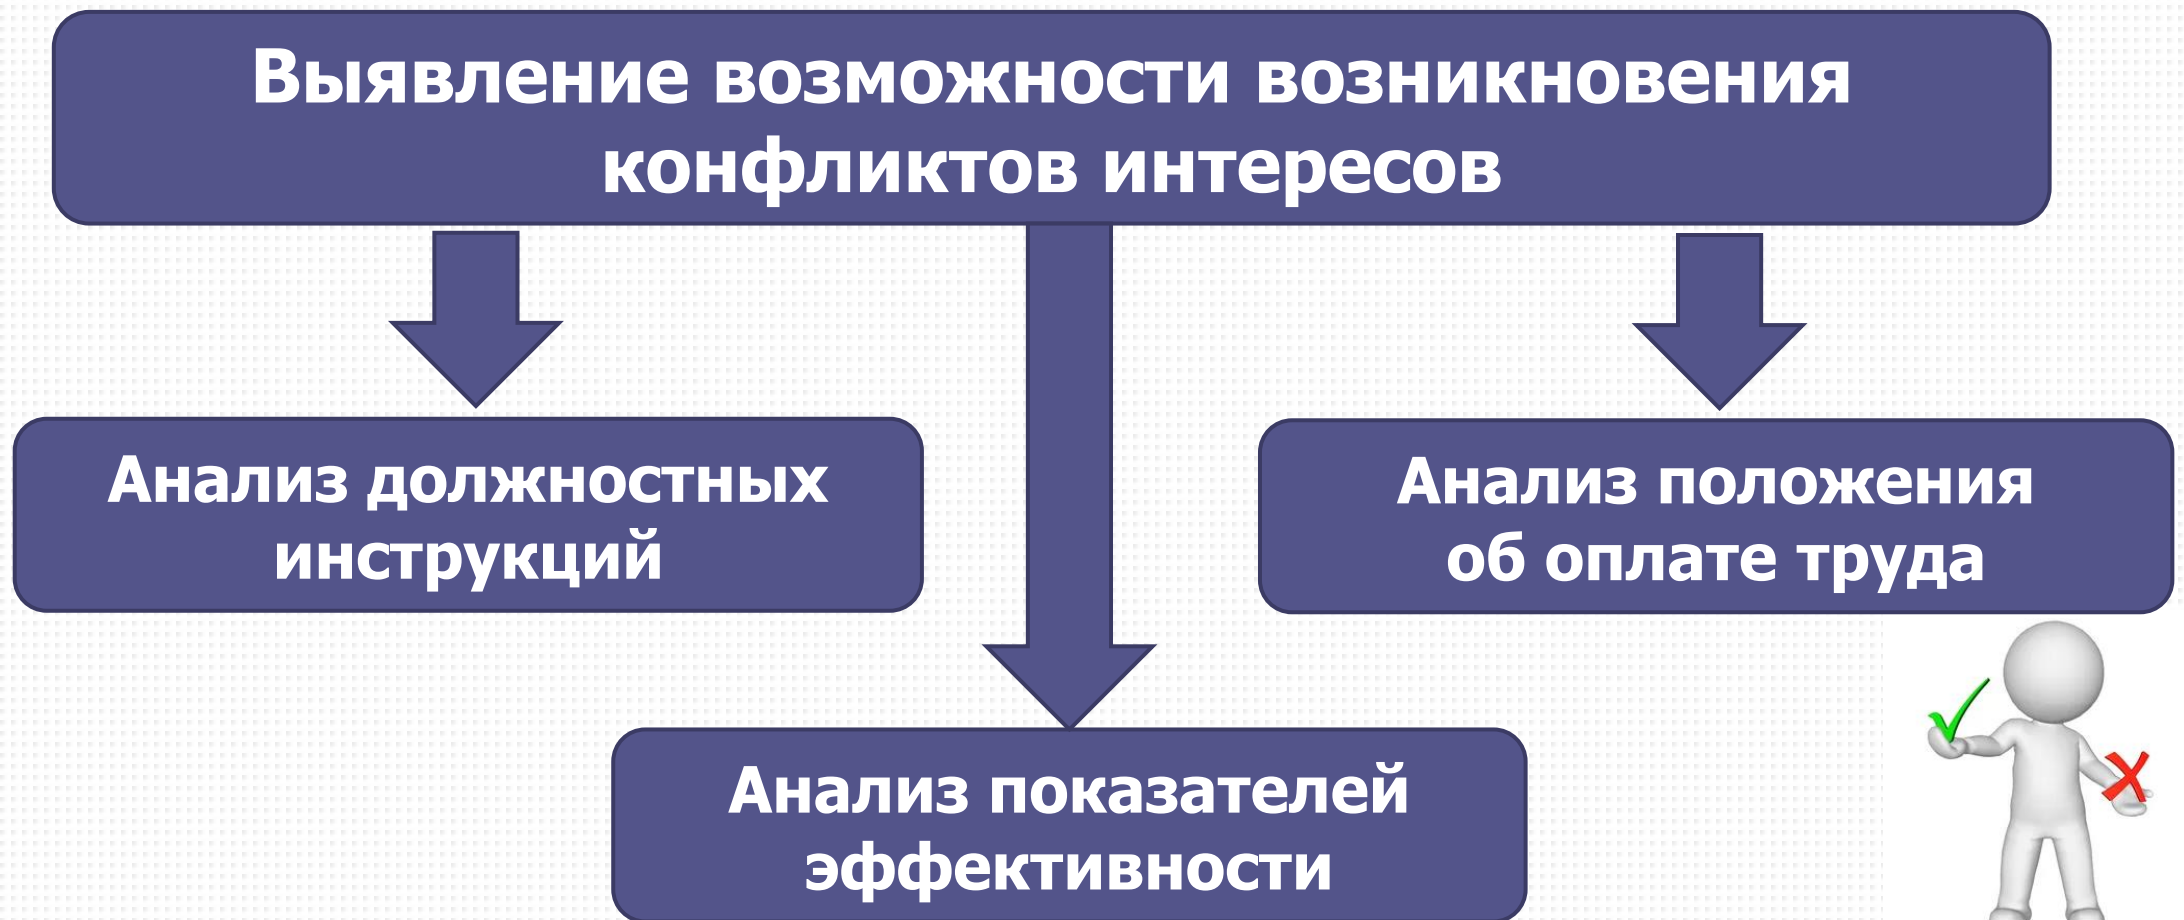 Выявление возможности возникновения
конфликтов интересов
Анализ должностных
инструкций
Анализ положения
об оплате труда
Анализ показателей
эффективности